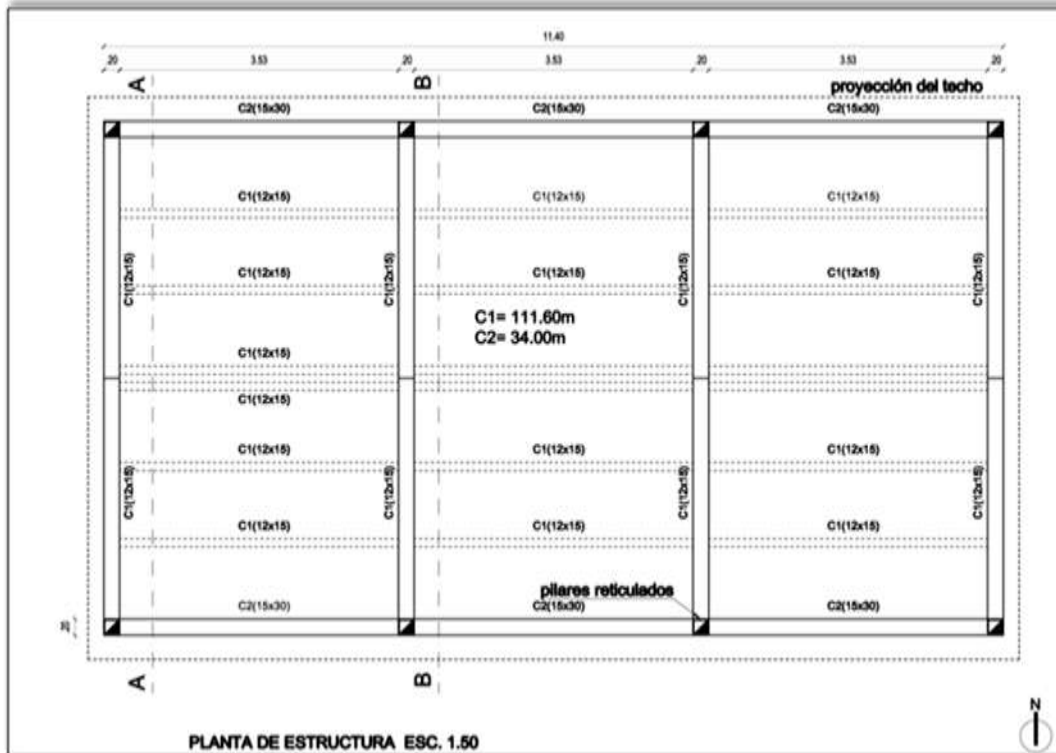 11.40
20 3.53 20 3.53 20 3.53 20
A B
proyección del techo
C2(15x30) C2(15x30) C2(15x30)
C1(12x15) C1(12x15) C1(12x15)
C1(12x15) C1(12x15) C1(12x15)
C1(12x15) C1(12x15) C1(12x15) C1(12x15)
C1= 111.60m
C2= 34.00m
C1(12x15)
C1(12x15)
C1(12x15) C1(12x15) C1(12x15)
C1(12x15) C1(12x15) C1(12x15) C1(12x15)
C1(12x15) C1(12x15) C1(12x15)
pilares reticulados
C2(15x30) C2(15x30) C2(15x30)
20
A B
N
PLANTA DE ESTRUCTURA ESC. 1.50